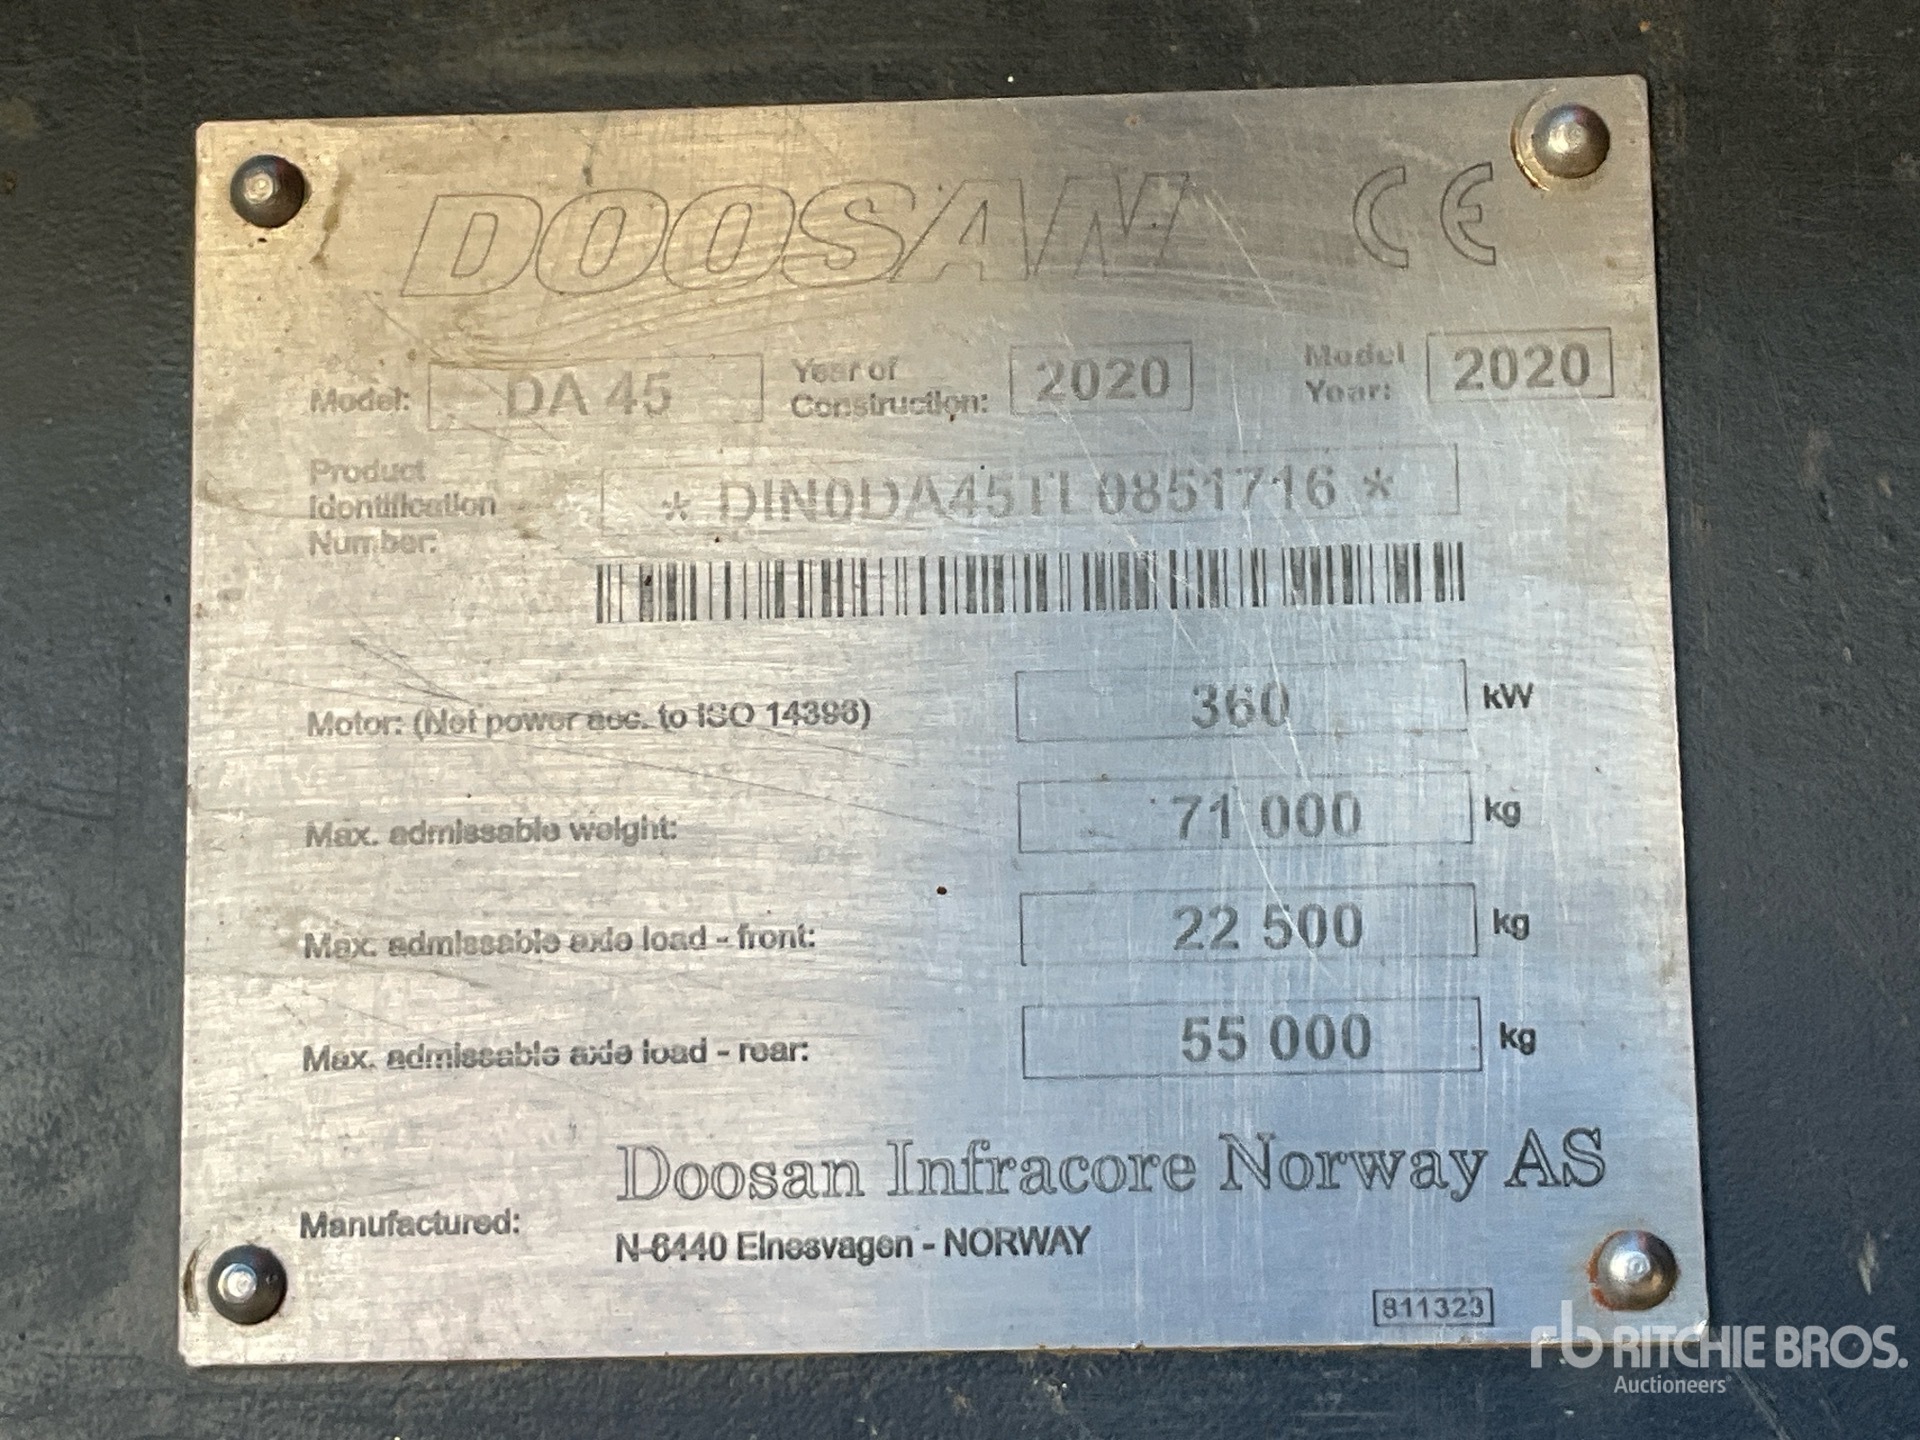 DOOSAN CE
Model: DA 45 Year of Construction: 2020 Model Year: 2020
Product Identification Number: * DIN0DA45TL0851716 *
Motor: (Net power acc. to ISO 14396) 360 kW
Max. admissable weight: 71 000 kg
Max. admissable axle load - front: 22 500 kg
Max. admissable axle load - rear: 55 000 kg
Manufactured: Doosan Infracore Norway AS
N-6440 Elnesvagen - NORWAY
811323
rb RITCHIE BROS.
Auctioneers